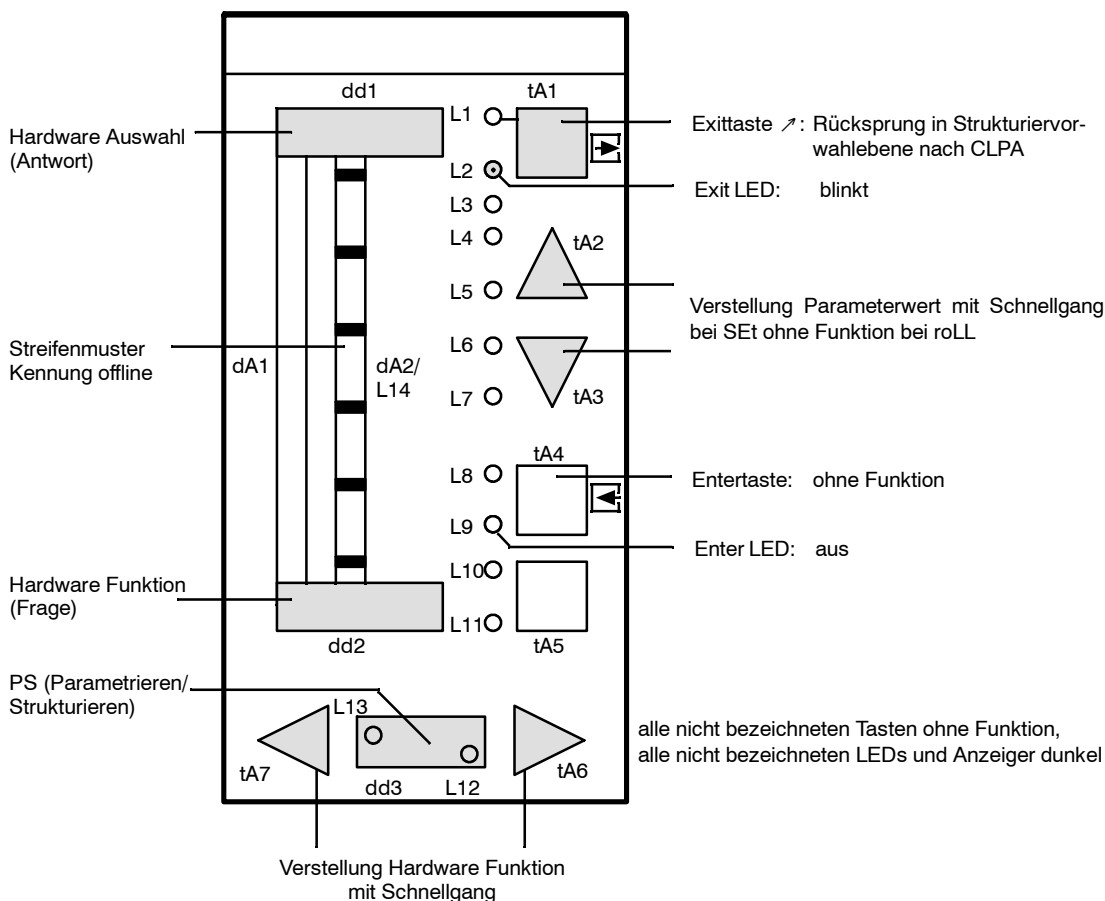 dd1
tA1
L1
Hardware Auswahl
(Antwort)
Exittaste ↗: Rücksprung in Strukturiervor-
wahlebene nach CLPA
L2
Exit LED: blinkt
L3
L4
tA2
L5
Verstellung Parameterwert mit Schnellgang
bei SEt ohne Funktion bei roLL
Streifenmuster
Kennung offline
dA1
dA2/
L14
L6
L7
tA3
tA4
L8
Entertaste: ohne Funktion
L9
Enter LED: aus
L10
Hardware Funktion
(Frage)
L11
dd2
tA5
PS (Parametrieren/
Strukturieren)
L13
alle nicht bezeichneten Tasten ohne Funktion,
alle nicht bezeichneten LEDs und Anzeiger dunkel
tA7
dd3
L12
tA6
Verstellung Hardware Funktion
mit Schnellgang